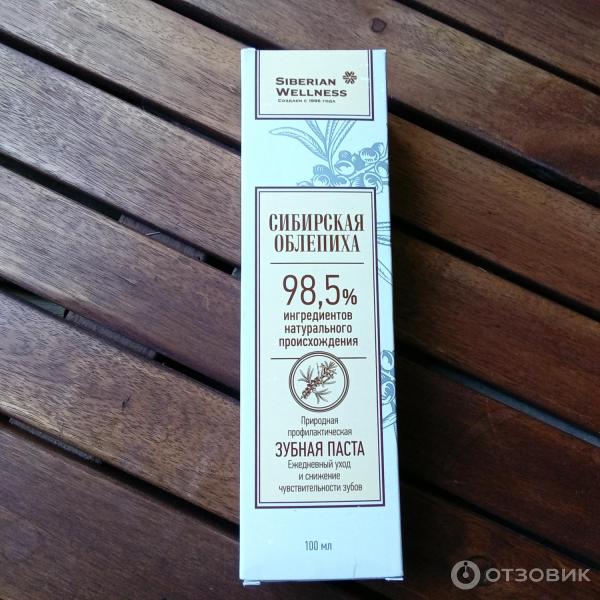 SIBERIAN
WELLNESS
СОЗДАЕМ С 1996 ГОДА
СИБИРСКАЯ
ОБЛЕПИХА
98,5%
ингредиентов
натурального
происхождения
Природная
профилактическая
ЗУБНАЯ ПАСТА
Ежедневный уход
и снижение
чувствительности зубов
100 мл
ОТЗОВИК